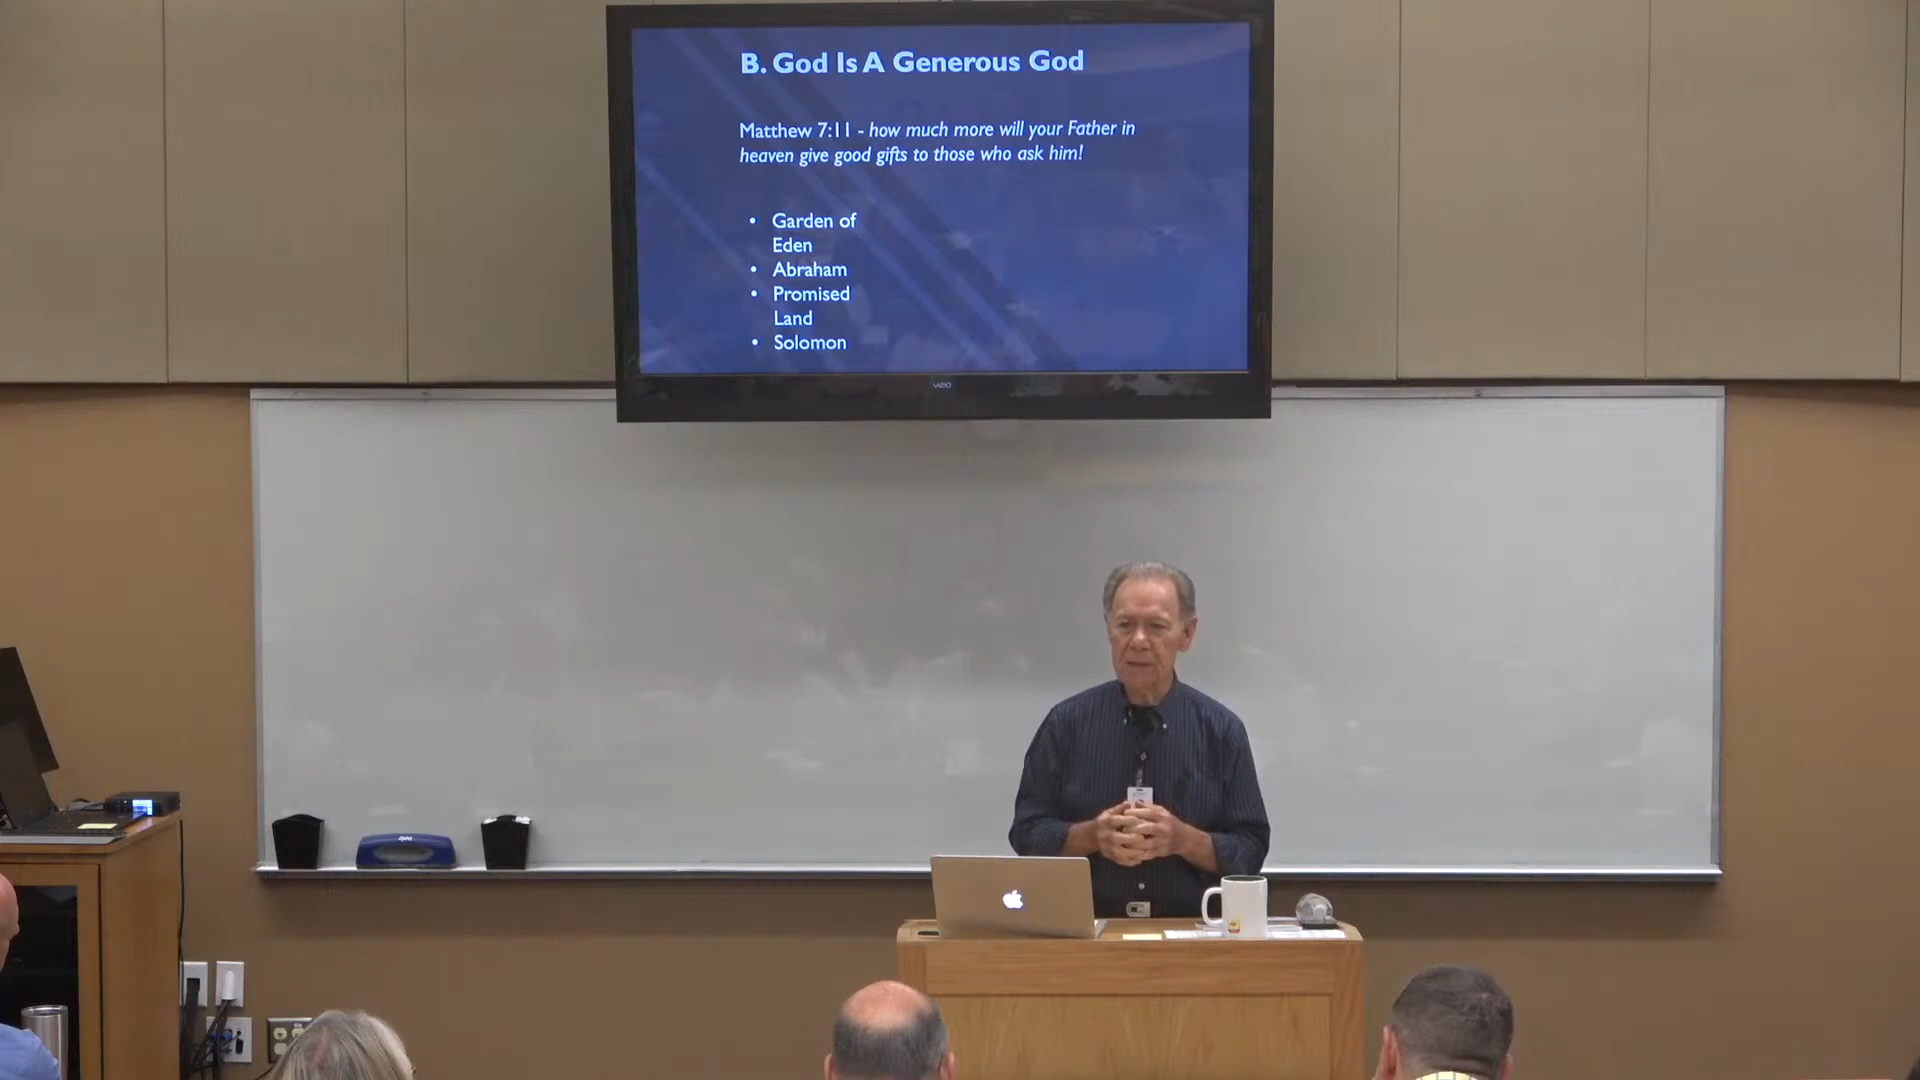 B. God Is A Generous God
Matthew 7:11 - how much more will your Father in
heaven give good gifts to those who ask him!
• Garden of
Eden
• Abraham
• Promised
Land
• Solomon
VIZIO